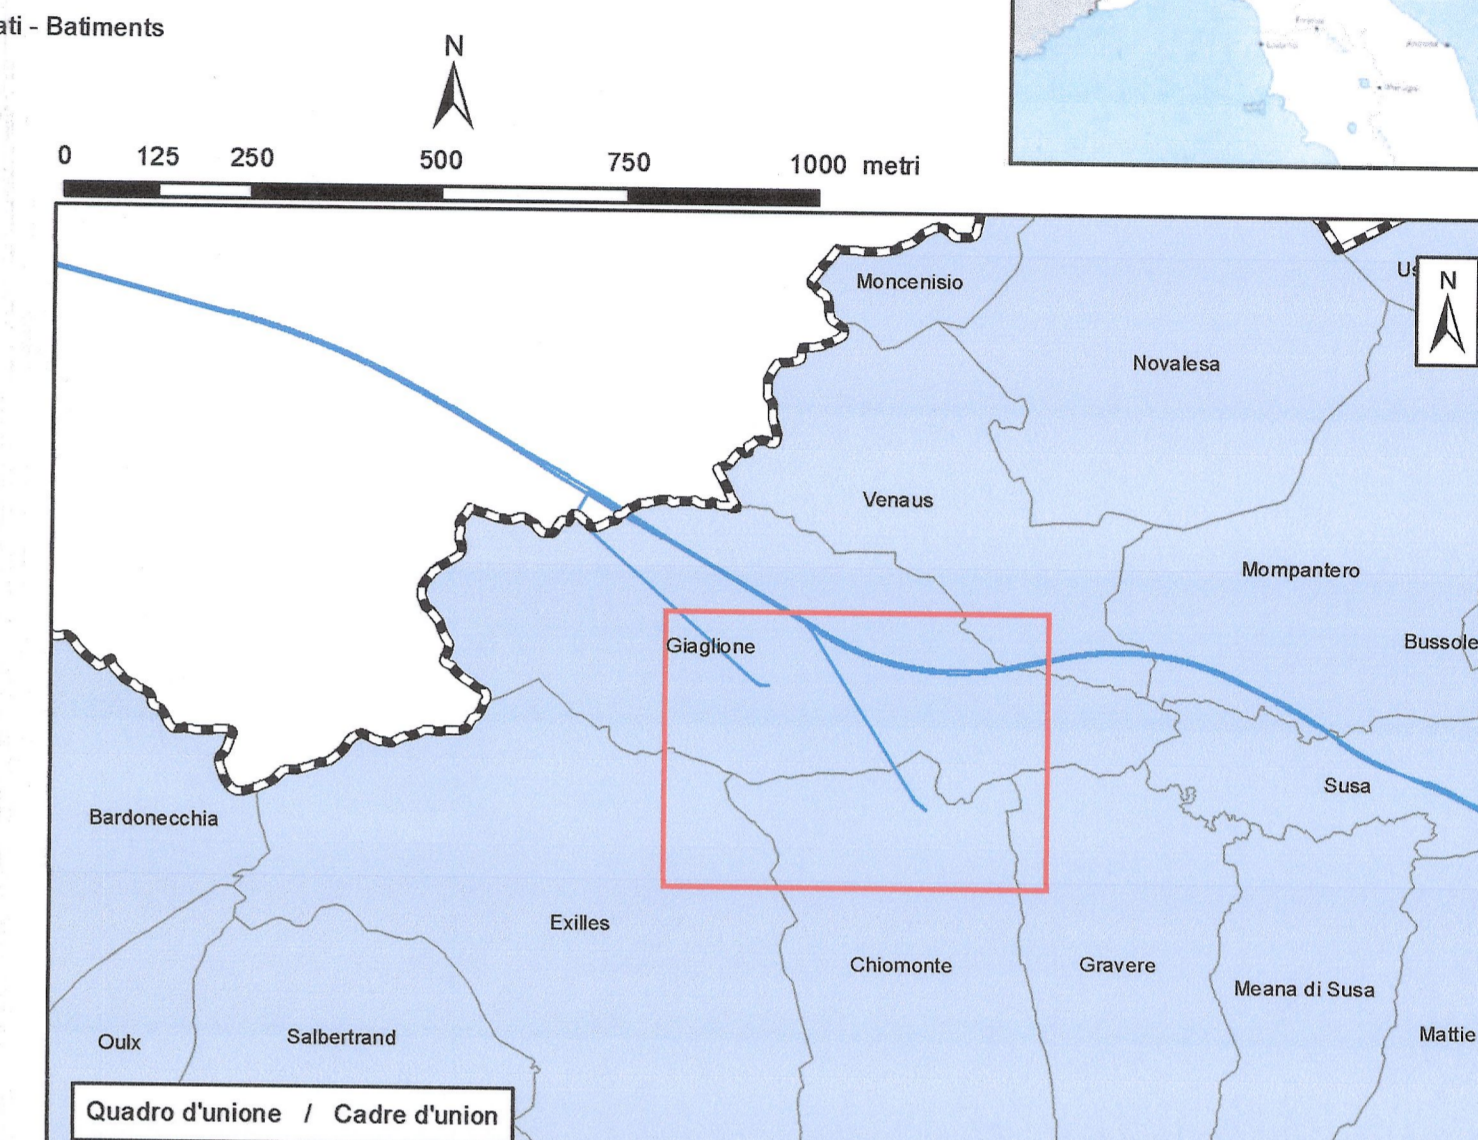 ati - Batiments
N
0 125 250 500 750 1000 metri
Moncenisio
Us
N
Novalesa
Venaus
Mompantero
Giaglione
Bussole
Susa
Bardonecchia
Exilles
Chiomonte
Gravere
Meana di Susa
Oulx
Salbertrand
Mattie
Quadro d'unione / Cadre d'union